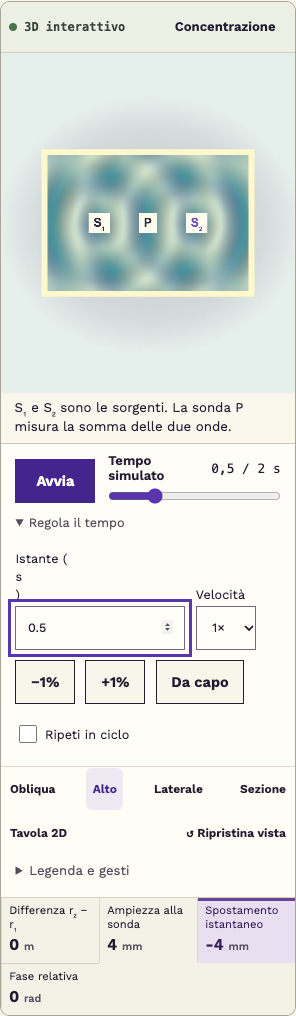 3D interattivo Concentrazione
S₁ P S₂
S₁ e S₂ sono le sorgenti. La sonda P
misura la somma delle due onde.
Avvia
Tempo
simulato
0,5 / 2 s
▼ Regola il tempo
Istante (
s
)
Velocità
0.5
1×
−1% +1% Da capo
Ripeti in ciclo
Obliqua Alto Laterale Sezione
Tavola 2D ↺ Ripristina vista
▶ Legenda e gesti
Differenza r₂ −
r₁
0 m
Ampiezza alla
sonda
4 mm
Spostamento
istantaneo
-4 mm
Fase relativa
0 rad